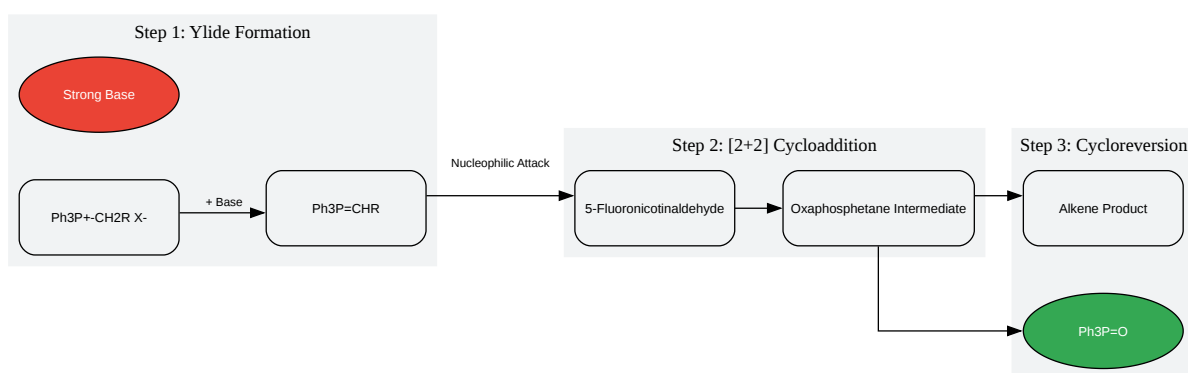 Step 1: Ylide Formation
Strong Base
Ph3P+-CH2R X-
+ Base
Ph3P=CHR
Nucleophilic Attack
Step 2: [2+2] Cycloaddition
5-Fluoronicotinaldehyde
Oxaphosphetane Intermediate
Step 3: Cycloreversion
Alkene Product
Ph3P=O